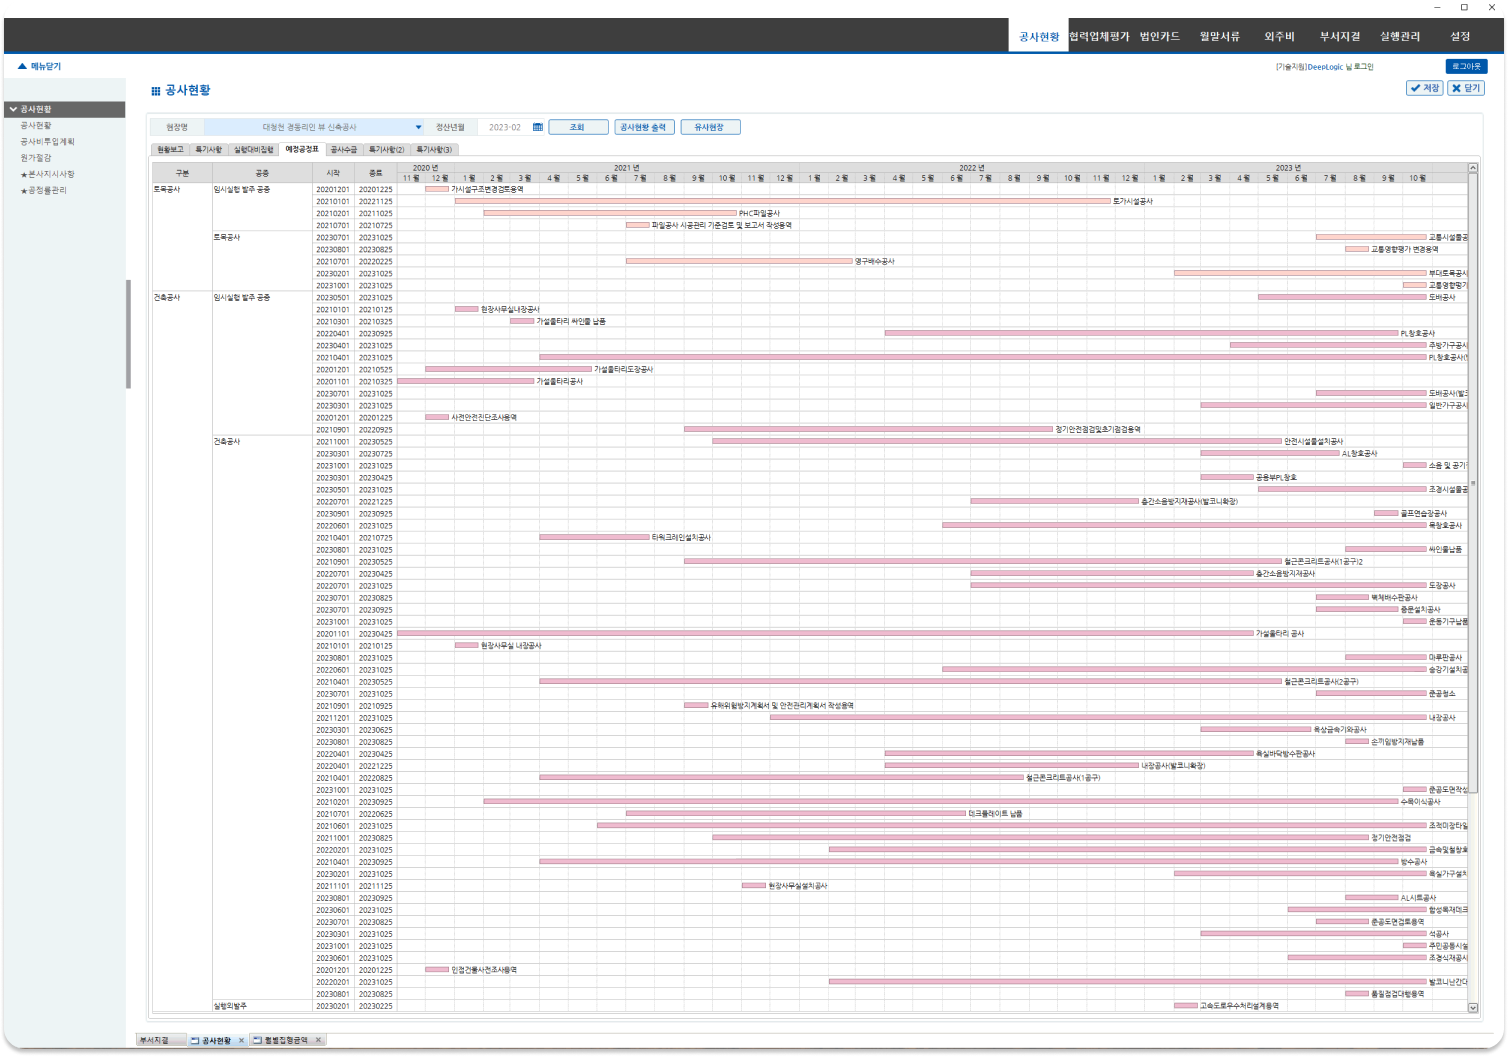 공사현황 협력업체평가 법인카드 월말서류 외주비 부서지결 실행관리 설정
메뉴닫기
[기술지원]DeepLogic 님 로그인 로그아웃
공사현황
저장 닫기
공사현황
공사현황
공사비투입계획
원가절감
★본사지시사항
★공정률관리
현장명 대청천 경동리인 뷰 신축공사 정산년월 2023-02 조회 공사현황 출력 유사현장
현황보고 특기사항 실행대비집행 예정공정표 공사수금 특기사항(2) 특기사항(3)
구분 공종 시작 종료 2020 년 2021 년 2022 년 2023 년
11 월 12 월 1 월 2 월 3 월 4 월 5 월 6 월 7 월 8 월 9 월 10 월 11 월 12 월 1 월 2 월 3 월 4 월 5 월 6 월 7 월 8 월 9 월 10 월 11 월 12 월 1 월 2 월 3 월 4 월 5 월 6 월 7 월 8 월 9 월 10 월
토목공사 임시실행 발주 공종 20201201 20201225 가시설구조변경검토용역
20210101 20221125 토가시설공사
20210201 20211025 PHC파일공사
20210701 20210725 파일공사 시공관리 기준검토 및 보고서 작성용역
토목공사 20230701 20231025 교통시설물공
20230801 20230825 교통영향평가 변경용역
20210701 20220225 영구배수공사
20230201 20231025 부대토목공사
20231001 20231025 교통영향평가
건축공사 임시실행 발주 공종 20230501 20231025 도배공사
20210101 20210125 현장사무실내장공사
20210301 20210325 가설울타리 싸인물 납품
20220401 20230925 PL창호공사
20230401 20231025 주방가구공사
20210401 20231025 PL창호공사(
20201201 20210525 가설울타리도장공사
20201101 20210325 가설울타리공사
20230701 20231025 도배공사(발코
20230301 20231025 일반가구공사
20201201 20201225 사전안전진단조사용역
20210901 20220925 정기안전점검및초기점검용역
건축공사 20211001 20230525 안전시설물설치공사
20230301 20230725 AL창호공사
20231001 20231025 소음 및 공기
20230301 20230425 공용부PL창호
20230501 20231025 조경시설물공
20220701 20221225 층간소음방지재공사(발코니확장)
20230901 20230925 골프연습장공사
20220601 20231025 목창호공사
20210401 20210725 타워크레인설치공사
20230801 20231025 싸인물납품
20210901 20230525 철근콘크리트공사(1공구)2
20220701 20230425 층간소음방지재공사
20220701 20231025 도장공사
20230701 20230825 벽체배수판공사
20230701 20230925 중문설치공사
20231001 20231025 운동기구납품
20201101 20230425 가설울타리 공사
20210101 20210125 현장사무실 내장공사
20230801 20231025 마루판공사
20220601 20231025 승강기설치공
20210401 20230525 철근콘크리트공사(2공구)
20230701 20231025 준공청소
20210901 20210925 유해위험방지계획서 및 안전관리계획서 작성용역
20211201 20231025 내장공사
20230301 20230625 옥상금속기와공사
20230801 20230825 손끼임방지재납품
20220401 20230425 욕실바닥방수판공사
20220401 20221225 내장공사(발코니확장)
20210401 20220825 철근콘크리트공사(1공구)
20231001 20231025 준공도면작성
20210201 20230925 수목이식공사
20210701 20220625 데크플레이트 납품
20210601 20231025 조적미장타일
20211001 20230825 정기안전점검
20220201 20231025 금속및철창호
20210401 20230925 방수공사
20230201 20231025 욕실가구설치
20211101 20211125 현장사무실설치공사
20230801 20230925 AL시트공사
20230601 20231025 합성목재데크
20230701 20230825 준공도면검토용역
20230301 20231025 석공사
20231001 20231025 주민공동시설
20230601 20231025 조경식재공사
20201201 20201225 인접건물사전조사용역
20220201 20231025 발코니난간대
20230801 20230825 품질점검대행용역
실행외발주 20230201 20230225 고속도로우수처리설계용역
부서지결 공사현황 월별집행금액